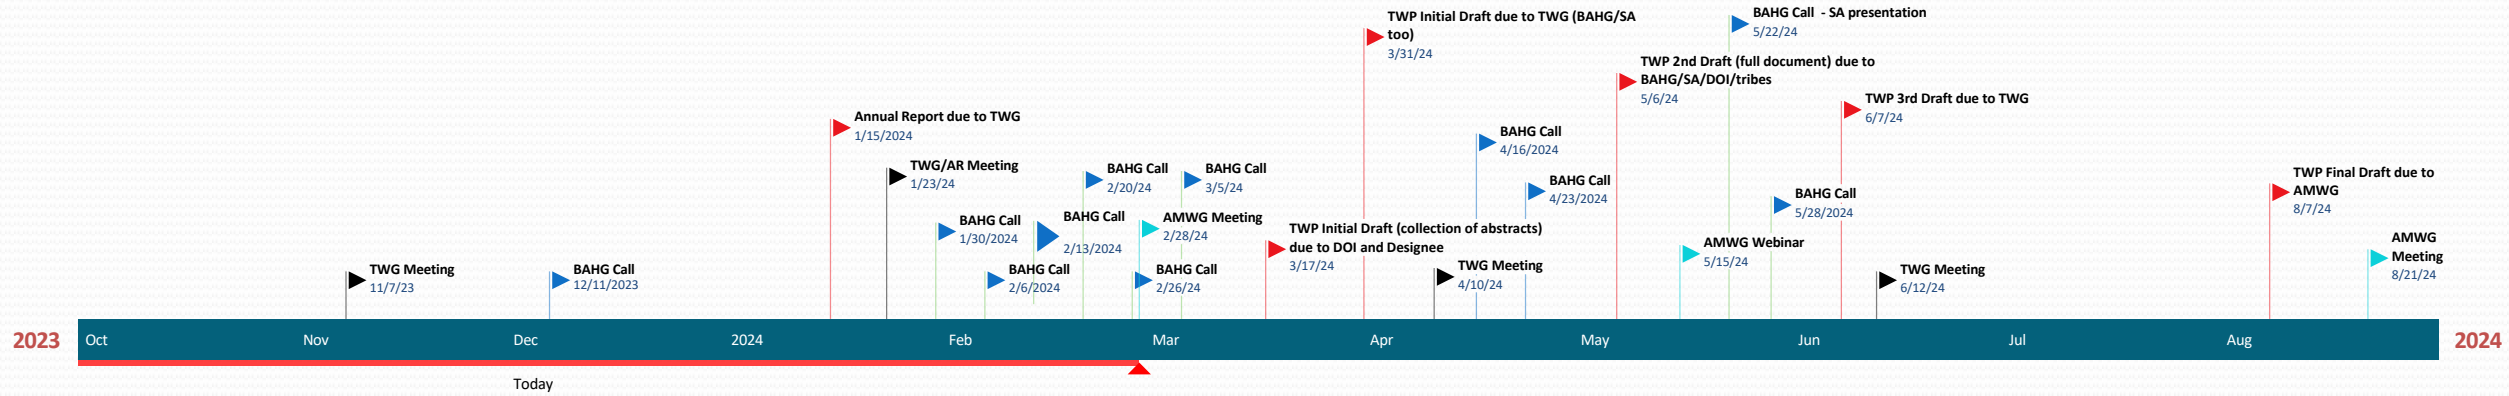 BAHG Call  - SA presentation
5/22/24
TWP Initial Draft due to TWG (BAHG/SA
too)
3/31/24
TWP 2nd Draft (full document) due to
BAHG/SA/DOI/tribes
5/6/24
TWP 3rd Draft due to TWG
6/7/24
Annual Report due to TWG
1/15/2024
BAHG Call
4/16/2024
TWG/AR Meeting
1/23/24
BAHG Call
2/20/24
BAHG Call
3/5/24
BAHG Call
4/23/2024
BAHG Call
5/28/2024
TWP Final Draft due to
AMWG
8/7/24
BAHG Call
1/30/2024
BAHG Call
2/13/2024
AMWG Meeting
2/28/24
TWP Initial Draft (collection of abstracts)
due to DOI and Designee
3/17/24
AMWG Webinar
5/15/24
AMWG
Meeting
8/21/24
TWG Meeting
11/7/23
BAHG Call
12/11/2023
BAHG Call
2/6/2024
BAHG Call
2/26/24
TWG Meeting
4/10/24
TWG Meeting
6/12/24
2023
Oct
Nov
Dec
2024
Feb
Mar
Apr
May
Jun
Jul
Aug
2024
Today